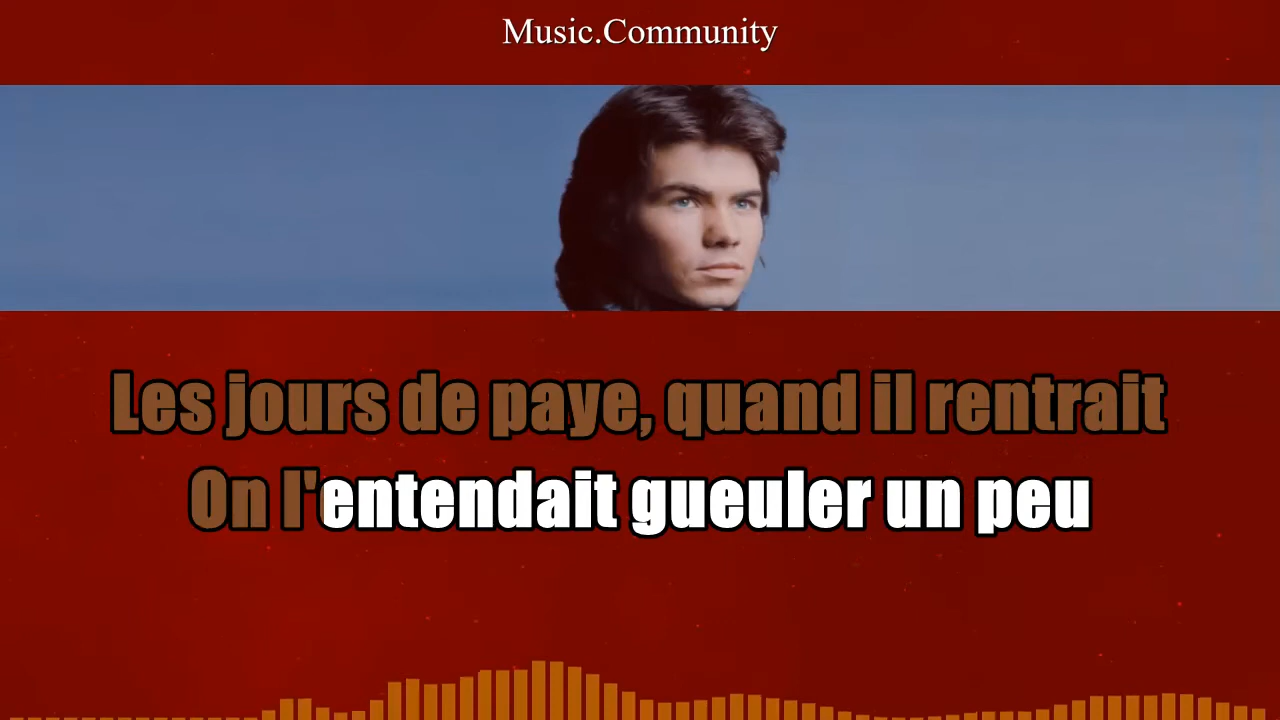 Music.Community
Les jours de paye, quand il rentrait
On l'entendait gueuler un peu